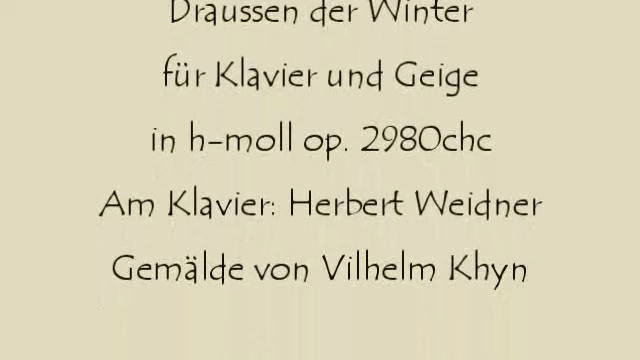 Draussen der Winter
für Klavier und Geige
in h-moll op. 2980chc
Am Klavier: Herbert Weidner
Gemälde von Vilhelm Khyn